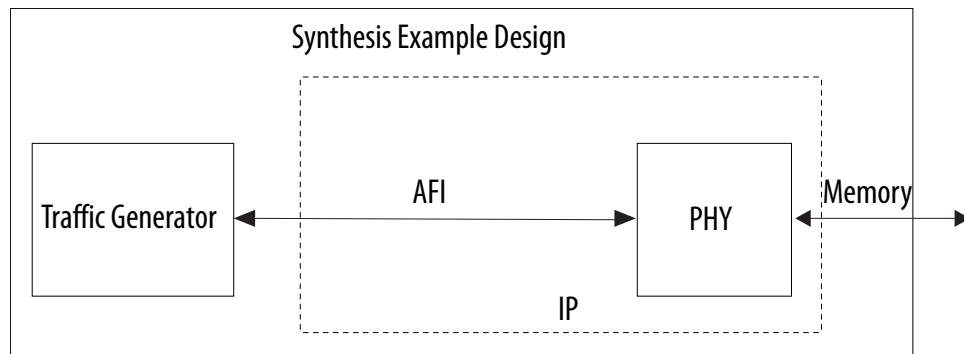 Synthesis Example Design
Traffic Generator
AFI
PHY
Memory
IP